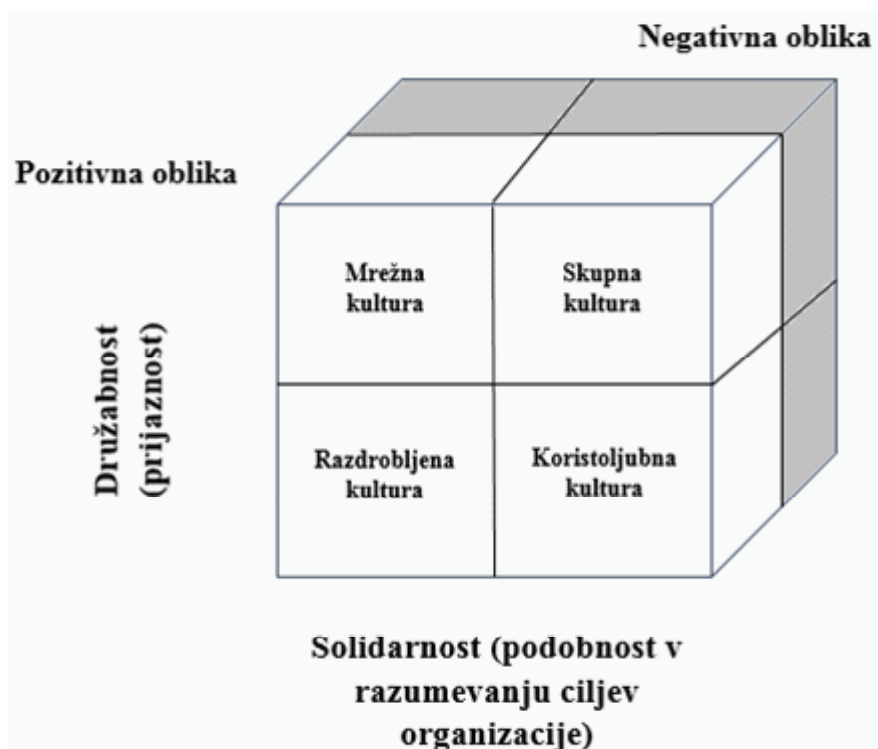 Negativna oblika
Pozitivna oblika
Mrežna
kultura
Skupna
kultura
Družabnost
(prijaznost)
Razdrobljena
kultura
Koristoljubna
kultura
Solidarnost (podobnost v
razumevanju ciljev
organizacije)